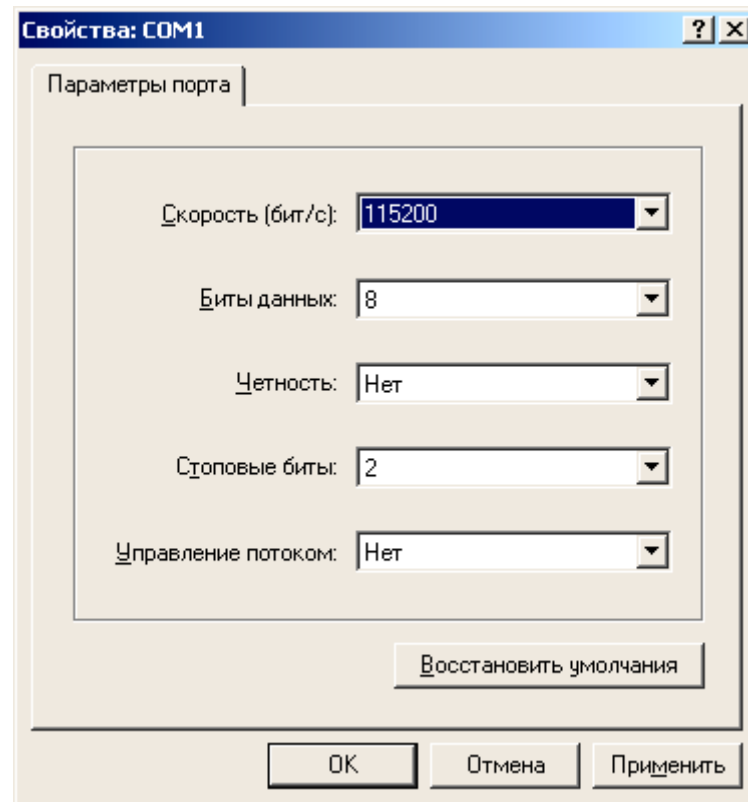 Свойства: COM1
Параметры порта
Скорость (бит/с): 115200
Биты данных: 8
Четность: Нет
Стоповые биты: 2
Управление потоком: Нет
Восстановить умолчания
OK Отмена Применить